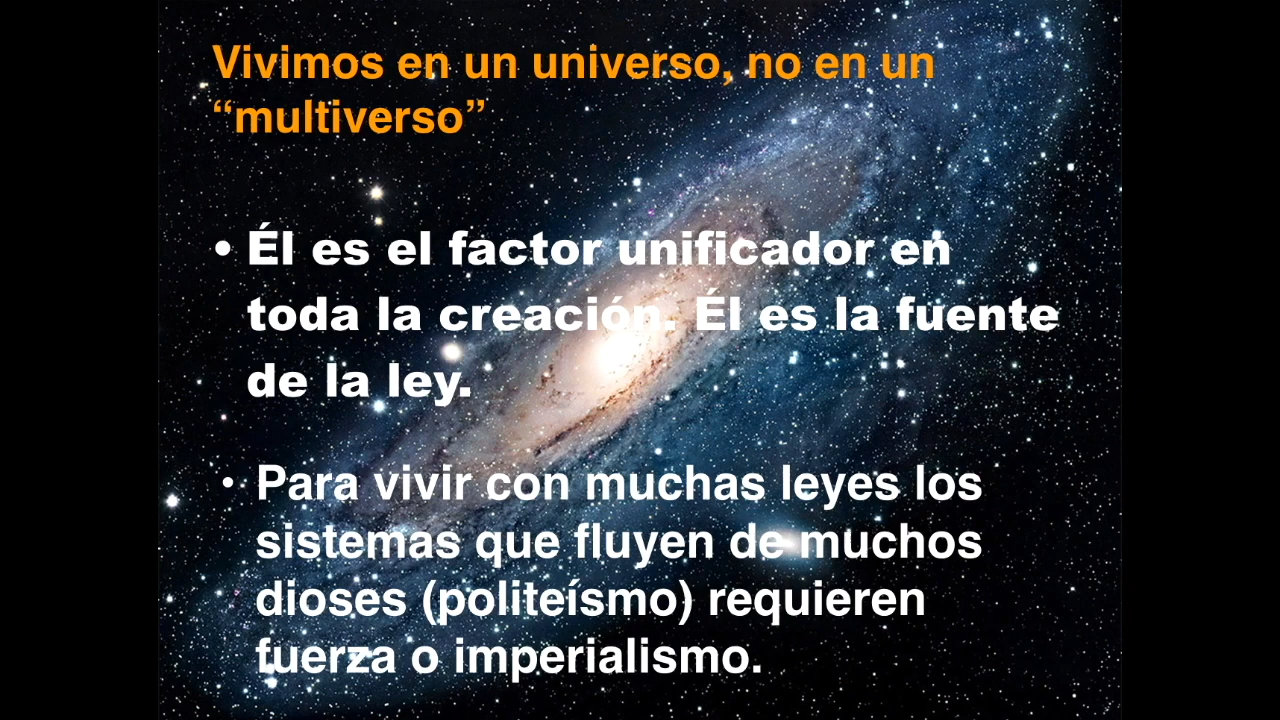 Vivimos en un universo, no en un
“multiverso”
• Él es el factor unificador en
toda la creación. Él es la fuente
de la ley.
• Para vivir con muchas leyes los
sistemas que fluyen de muchos
dioses (politeísmo) requieren
fuerza o imperialismo.